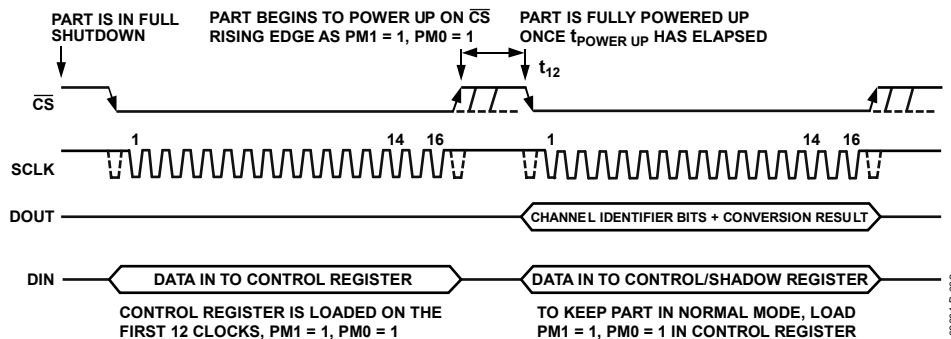 PART IS IN FULL
SHUTDOWN
PART BEGINS TO POWER UP ON CS
RISING EDGE AS PM1 = 1, PM0 = 1
PART IS FULLY POWERED UP
ONCE tPOWER UP HAS ELAPSED
t12
CS
1 14 16 1 14 16
SCLK
DOUT
CHANNEL IDENTIFIER BITS + CONVERSION RESULT
DIN
DATA IN TO CONTROL REGISTER
DATA IN TO CONTROL/SHADOW REGISTER
CONTROL REGISTER IS LOADED ON THE
FIRST 12 CLOCKS, PM1 = 1, PM0 = 1
TO KEEP PART IN NORMAL MODE, LOAD
PM1 = 1, PM0 = 1 IN CONTROL REGISTER